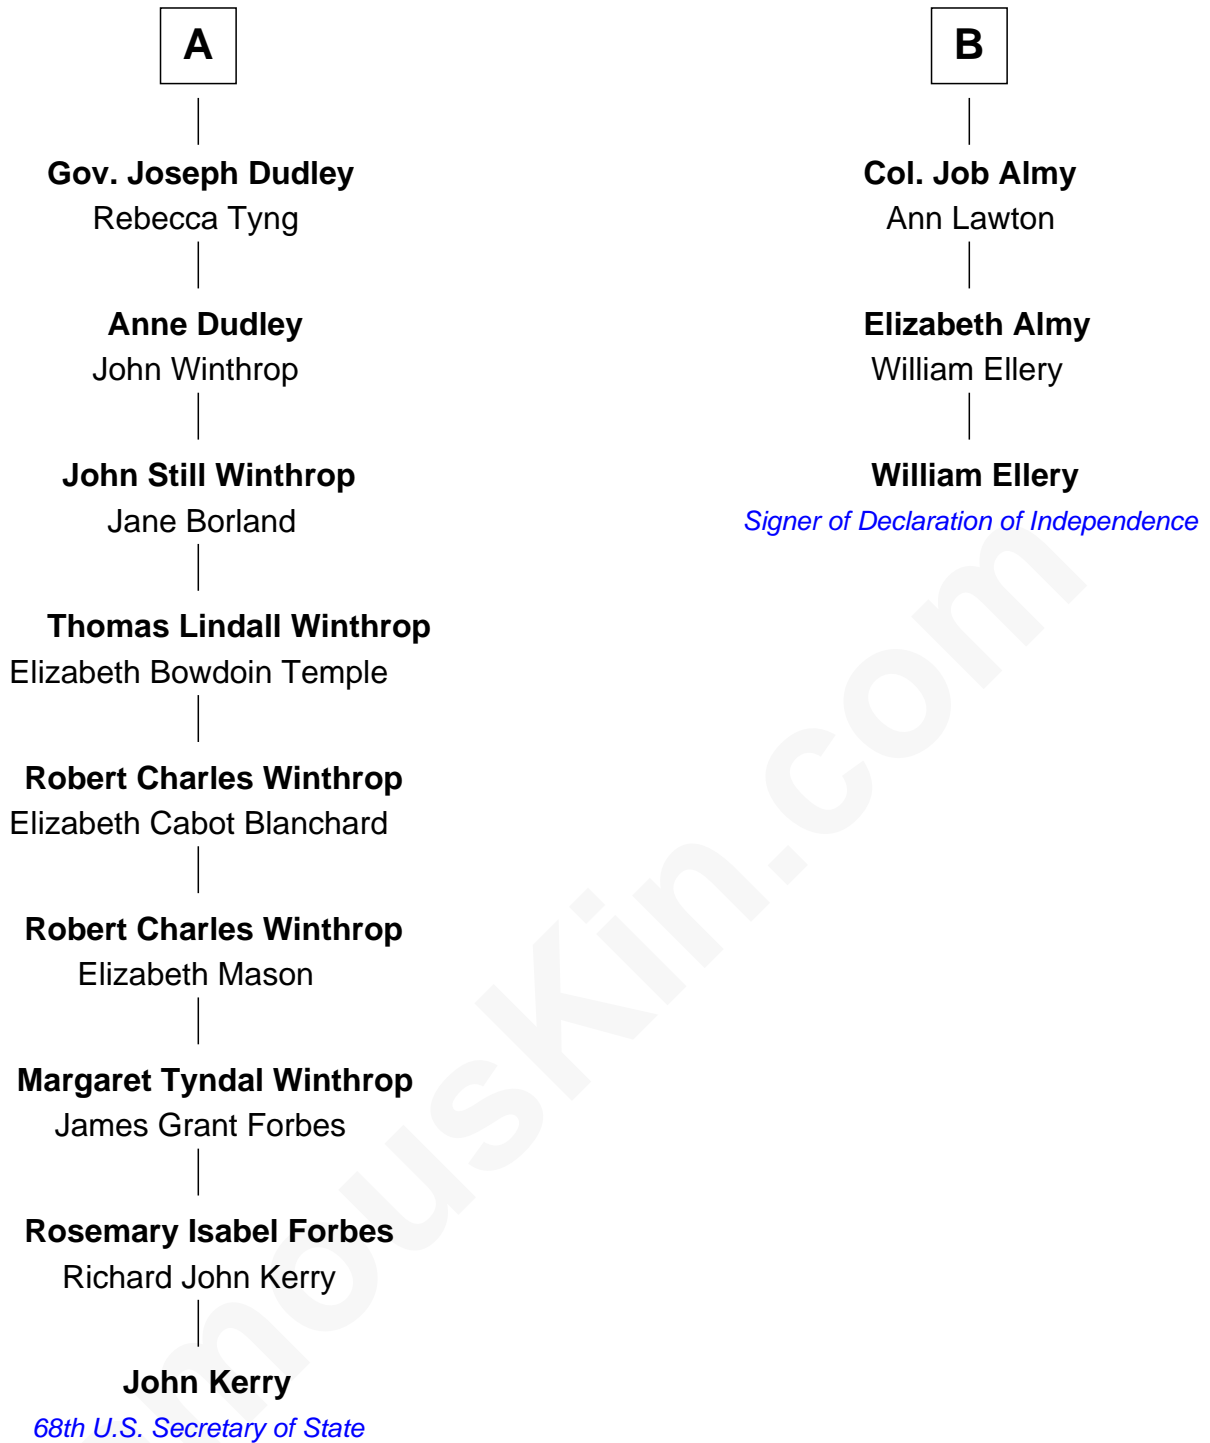 A
Gov. Joseph Dudley
Rebecca Tyng
Anne Dudley
John Winthrop
John Still Winthrop
Jane Borland
Thomas Lindall Winthrop
Elizabeth Bowdoin Temple
Robert Charles Winthrop
Elizabeth Cabot Blanchard
Robert Charles Winthrop
Elizabeth Mason
Margaret Tyndal Winthrop
James Grant Forbes
Rosemary Isabel Forbes
Richard John Kerry
John Kerry
68th U.S. Secretary of State
B
Col. Job Almy
Ann Lawton
Elizabeth Almy
William Ellery
William Ellery
Signer of Declaration of Independence
mouskin.com